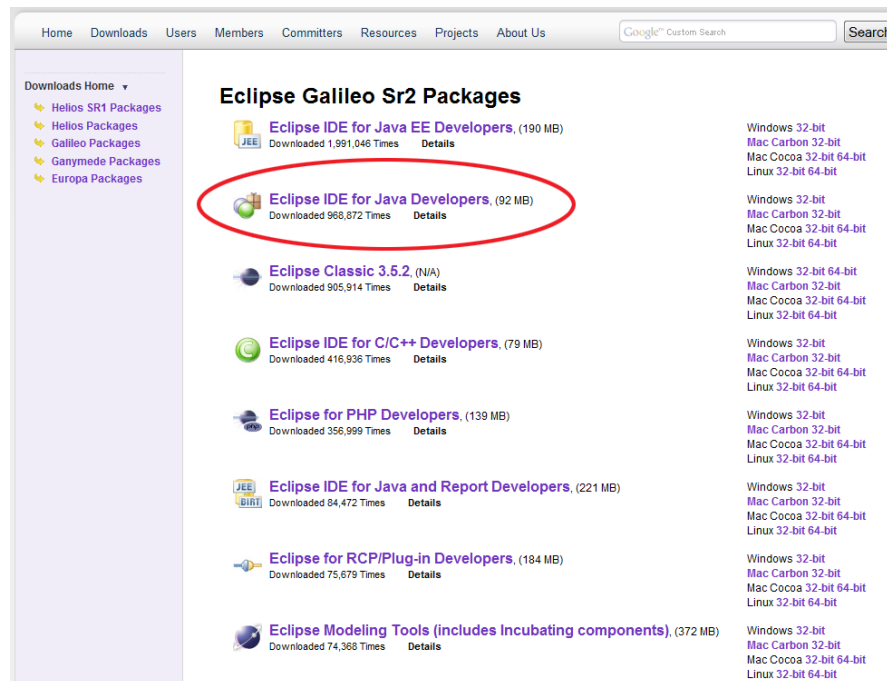 Home Downloads Users Members Committers Resources Projects About Us Google™ Custom Search Search
Downloads Home
Helios SR1 Packages
Helios Packages
Galileo Packages
Ganymede Packages
Europa Packages
Eclipse Galileo Sr2 Packages
JEE
Eclipse IDE for Java EE Developers, (190 MB)
Downloaded 1,991,046 Times Details
Windows 32-bit
Mac Carbon 32-bit
Mac Cocoa 32-bit 64-bit
Linux 32-bit 64-bit
Eclipse IDE for Java Developers, (92 MB)
Downloaded 968,872 Times Details
Windows 32-bit
Mac Carbon 32-bit
Mac Cocoa 32-bit 64-bit
Linux 32-bit 64-bit
Eclipse Classic 3.5.2, (N/A)
Downloaded 905,914 Times Details
Windows 32-bit 64-bit
Mac Carbon 32-bit
Mac Cocoa 32-bit 64-bit
Linux 32-bit 64-bit
C
Eclipse IDE for C/C++ Developers, (79 MB)
Downloaded 416,936 Times Details
Windows 32-bit
Mac Carbon 32-bit
Mac Cocoa 32-bit 64-bit
Linux 32-bit 64-bit
php
Eclipse for PHP Developers, (139 MB)
Downloaded 356,999 Times Details
Windows 32-bit
Mac Carbon 32-bit
Mac Cocoa 32-bit 64-bit
Linux 32-bit 64-bit
JEE
BIRT
Eclipse IDE for Java and Report Developers, (221 MB)
Downloaded 84,472 Times Details
Windows 32-bit
Mac Carbon 32-bit
Mac Cocoa 32-bit 64-bit
Linux 32-bit 64-bit
Eclipse for RCP/Plug-in Developers, (184 MB)
Downloaded 75,679 Times Details
Windows 32-bit
Mac Carbon 32-bit
Mac Cocoa 32-bit 64-bit
Linux 32-bit 64-bit
Eclipse Modeling Tools (includes Incubating components), (372 MB)
Downloaded 74,368 Times Details
Windows 32-bit
Mac Carbon 32-bit
Mac Cocoa 32-bit 64-bit
Linux 32-bit 64-bit